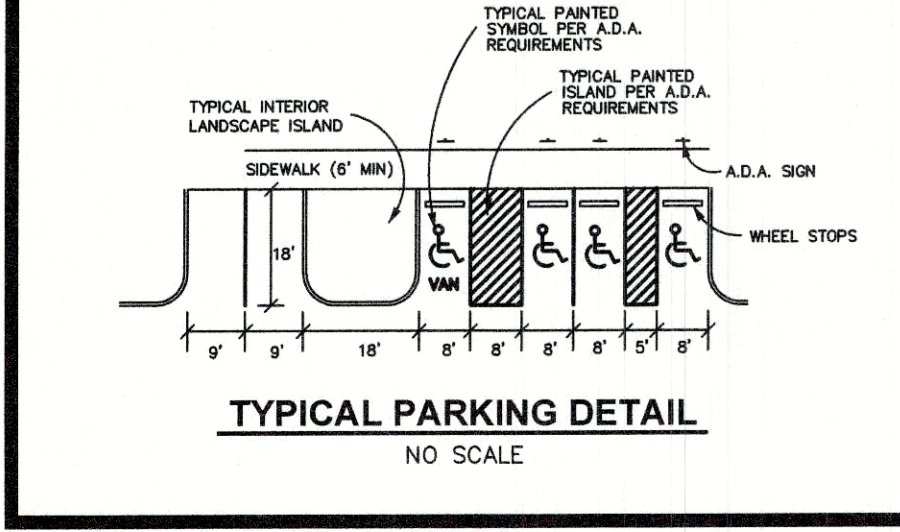 TYPICAL PAINTED
SYMBOL PER A.D.A.
REQUIREMENTS
TYPICAL PAINTED
ISLAND PER A.D.A.
REQUIREMENTS
TYPICAL INTERIOR
LANDSCAPE ISLAND
SIDEWALK (6' MIN)
A.D.A. SIGN
WHEEL STOPS
18'
VAN
9' 9' 18' 8' 8' 8' 8' 5' 8'
TYPICAL PARKING DETAIL
NO SCALE